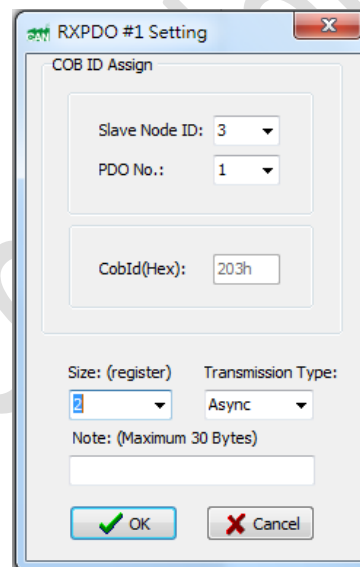 CAN RXPDO #1 Setting
COB ID Assign
Slave Node ID: 3
PDO No.: 1
CobId(Hex): 203h
Size: (register) Transmission Type:
2 Async
Note: (Maximum 30 Bytes)
OK Cancel